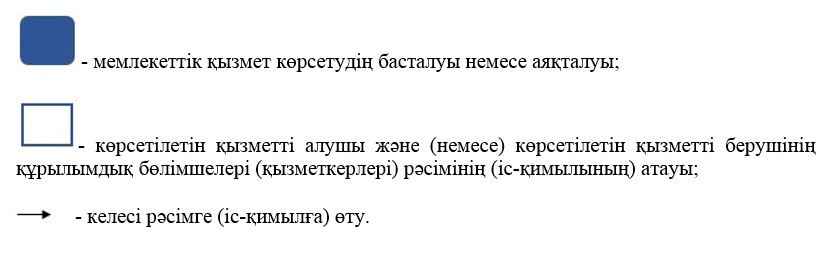 - мемлекеттік қызмет көрсетудің басталуы немесе аяқталуы;
- көрсетілетін қызметті алушы және (немесе) көрсетілетін қызметті берушінің
құрылымдық бөлімшелері (қызметкерлері) рәсімінің (іс-қимылының) атауы;
- келесі рәсімге (іс-қимылға) өту.